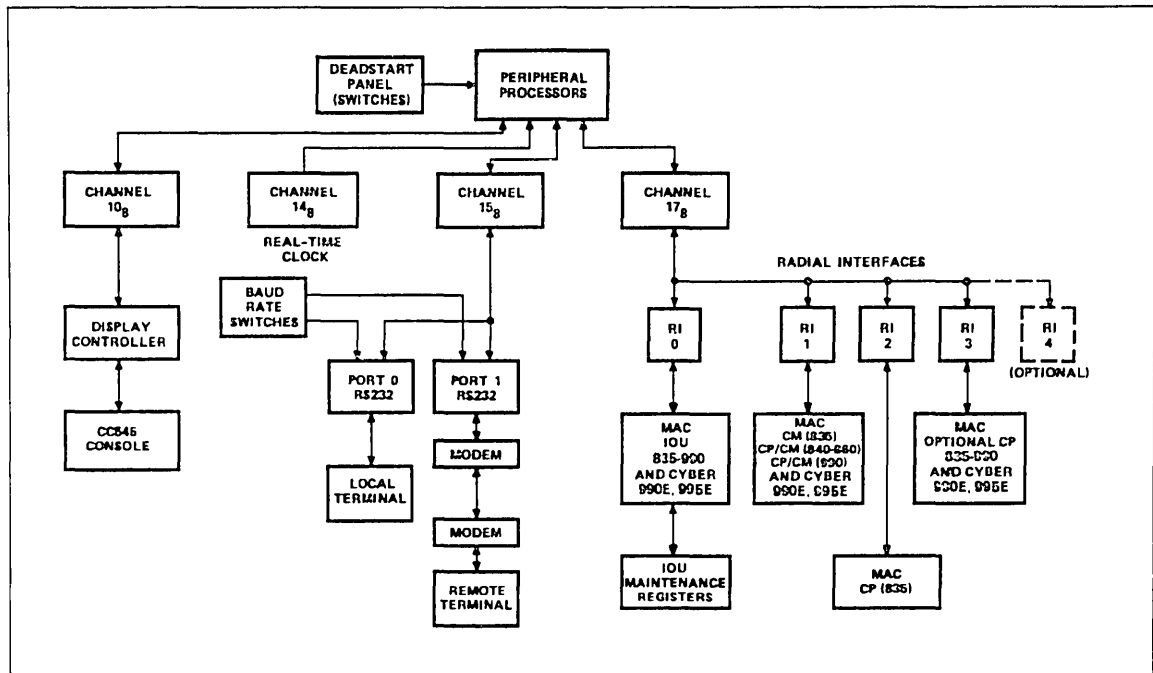 DEADSTART
PANEL
(SWITCHES)
PERIPHERAL
PROCESSORS
CHANNEL
10₈
CHANNEL
14₈
REAL-TIME
CLOCK
CHANNEL
15₈
CHANNEL
17₈
RADIAL INTERFACES
BAUD
RATE
SWITCHES
DISPLAY
CONTROLLER
RI
0
RI
1
RI
2
RI
3
RI
4
(OPTIONAL)
PORT 0
RS232
PORT 1
RS232
CC545
CONSOLE
MODEM
LOCAL
TERMINAL
MODEM
REMOTE
TERMINAL
MAC
IOU
835-990
AND CYBER
990E, 995E
MAC
CM (835)
CP/CM (840-860)
CP/CM (990)
AND CYBER
990E, 995E
MAC
OPTIONAL CP
835-990
AND CYBER
990E, 995E
IOU
MAINTENANCE
REGISTERS
MAC
CP (835)